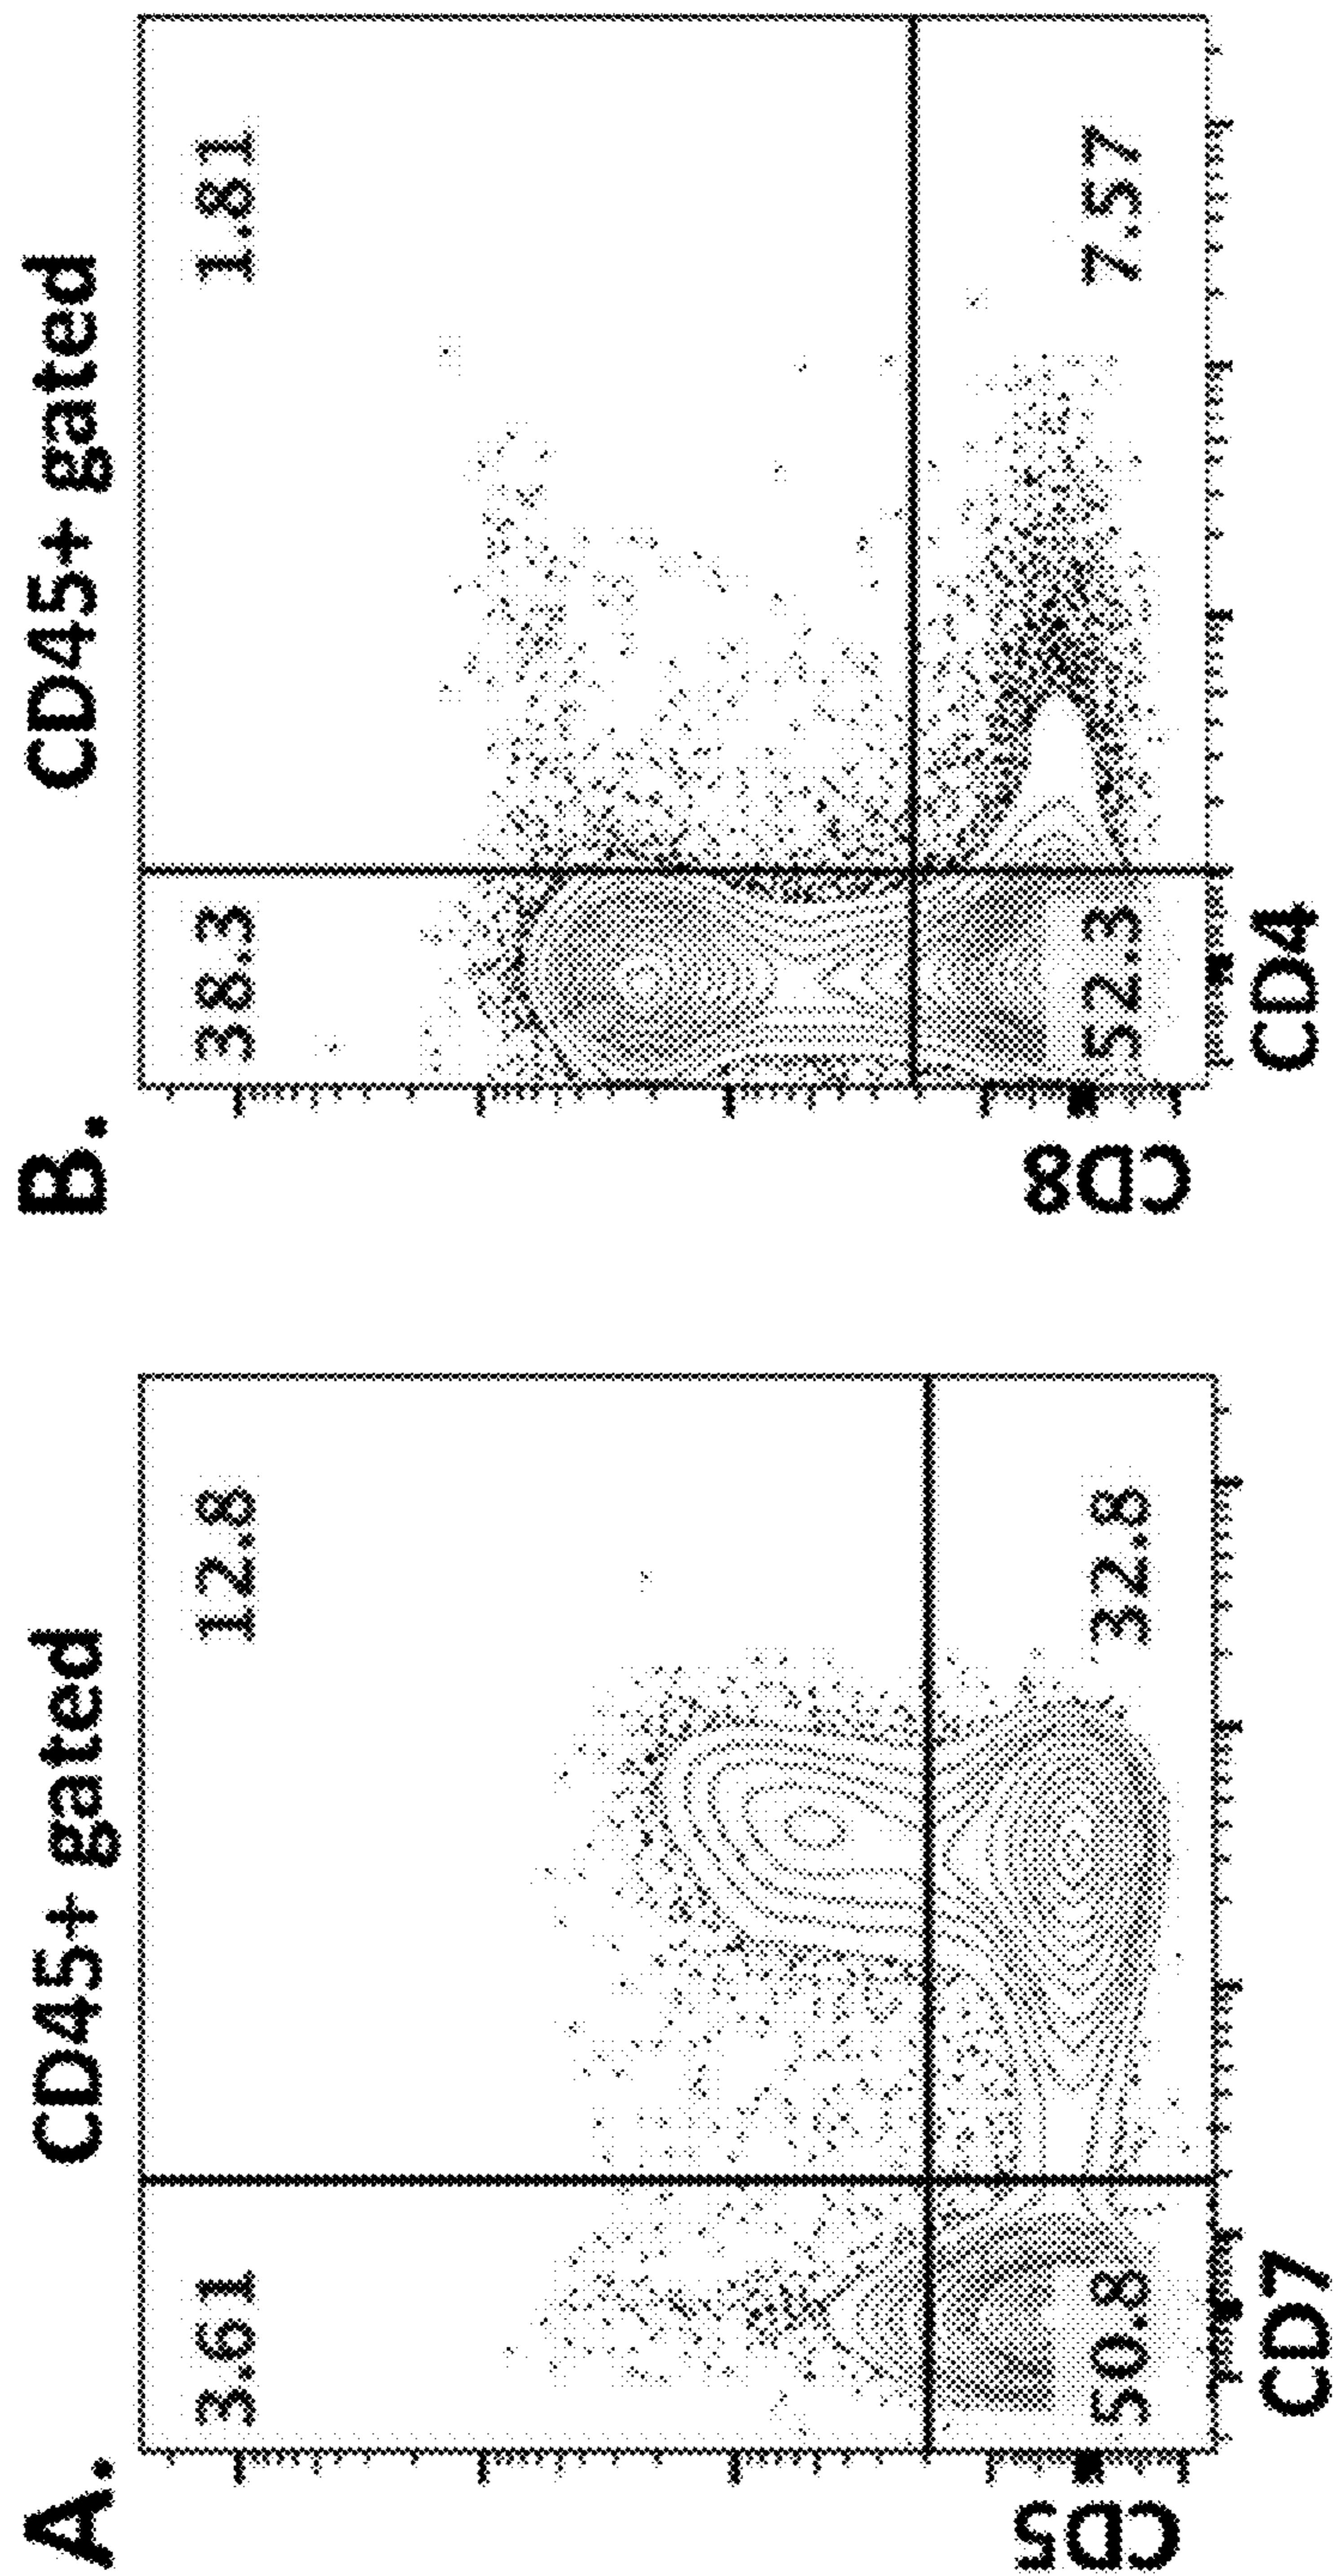 A.
CD45+ gated
3.61
12.8
50.8
32.8
CD5
CD7
B.
CD45+ gated
38.3
1.81
52.3
7.57
CD8
CD4